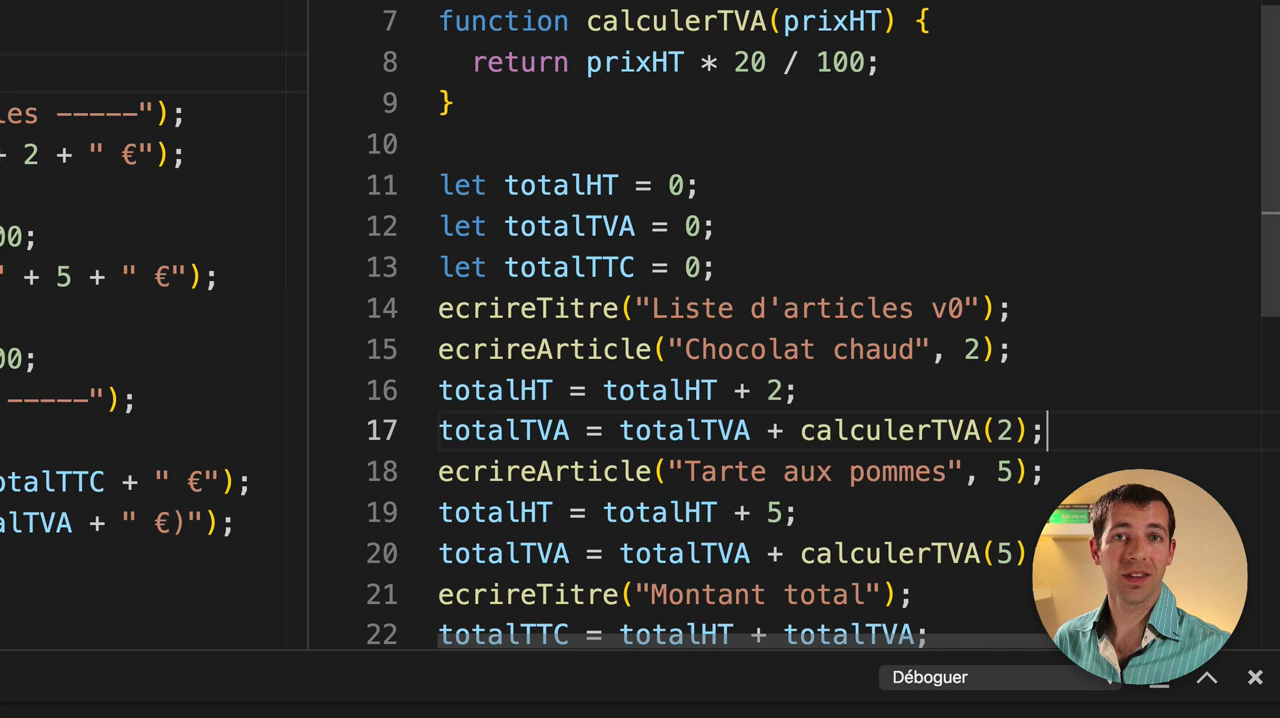 les -----");
+ 2 + " €");
00;
" + 5 + " €");
00;
-----");
otalTTC + " €");
alTVA + " €)");
7 function calculerTVA(prixHT) {
8 return prixHT * 20 / 100;
9 }
10
11 let totalHT = 0;
12 let totalTVA = 0;
13 let totalTTC = 0;
14 ecrireTitre("Liste d'articles v0");
15 ecrireArticle("Chocolat chaud", 2);
16 totalHT = totalHT + 2;
17 totalTVA = totalTVA + calculerTVA(2);
18 ecrireArticle("Tarte aux pommes", 5);
19 totalHT = totalHT + 5;
20 totalTVA = totalTVA + calculerTVA(5)
21 ecrireTitre("Montant total");
22 totalTTC = totalHT + totalTVA;
Déboguer